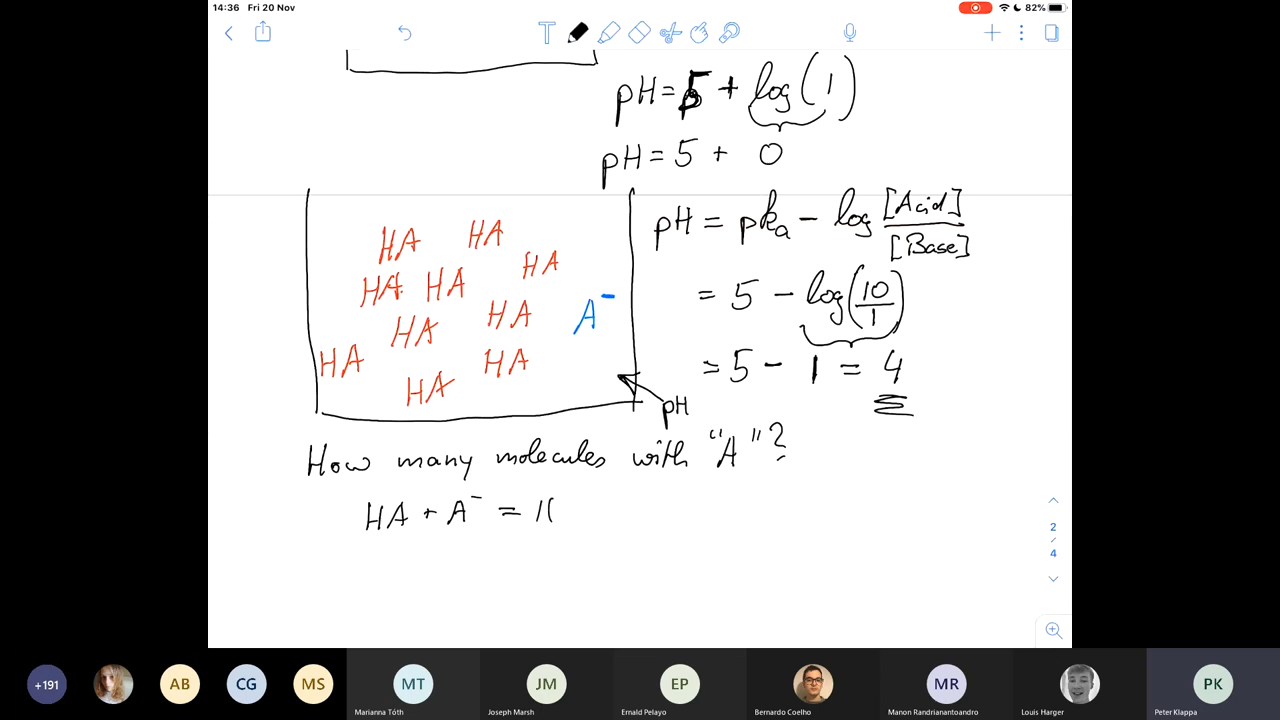 14:36 Fri 20 Nov
82%
T
pH = 5 + log(1)
pH = 5 + 0
HA HA
HA
HA HA
HA HA A⁻
HA HA
HA
pH
pH = pka - log [Acid]/[Base]
= 5 - log(10/1)
= 5 - 1 = 4
How many molecules with "A"?
HA + A⁻ = 11
2
/
4
+191
AB
CG
MS
MT
Marianna Tóth
JM
Joseph Marsh
EP
Ernald Pelayo
Bernardo Coelho
MR
Manon Randrianantoandro
Louis Harger
PK
Peter Klappa